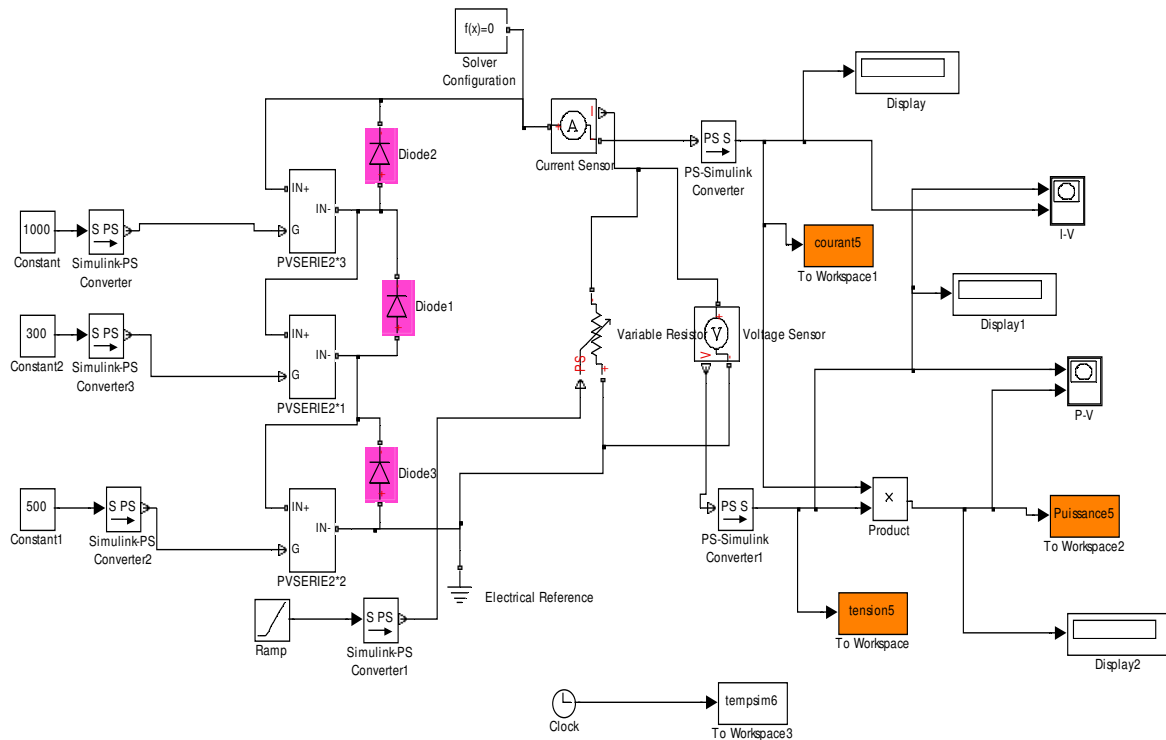 f(x)=0
Solver
Configuration
Display
Diode2
+
I
+
A
-
Current Sensor
PS S
PS-Simulink
Converter
I-V
IN+
IN-
G
PVSERIE2*3
1000
Constant
S PS
Simulink-PS
Converter
courant5
To Workspace1
Diode1
+
Display1
300
Constant2
S PS
Simulink-PS
Converter3
IN+
IN-
G
PVSERIE2*1
-
Variable Resistor
PS
+
+
V
V
-
Voltage Sensor
P-V
Diode3
+
500
Constant1
S PS
Simulink-PS
Converter2
IN+
IN-
G
PVSERIE2*2
PS S
PS-Simulink
Converter1
×
Product
Puissance5
To Workspace2
Electrical Reference
Ramp
S PS
Simulink-PS
Converter1
tension5
To Workspace
Display2
Clock
tempsim6
To Workspace3